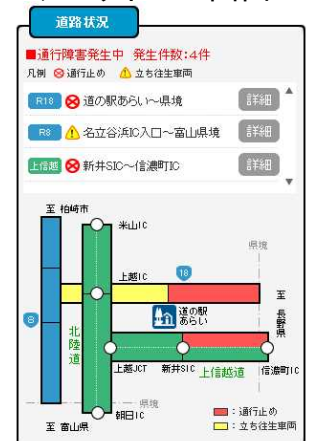 道路状況
■通行障害発生中 発生件数:4件
凡例 通行止め 立ち往生車両
R18 道の駅あらい～県境 詳細
R8 名立谷浜IC入口～富山県境 詳細
上信越 新井SIC～信濃町IC 詳細
至 柏崎市
米山IC
県境
上越IC
18
至 長野県
8
道の駅
あらい
北陸道
上越JCT
新井SIC
上信越道
信濃町IC
県境
朝日IC
至 富山県
:通行止め
:立ち往生車両